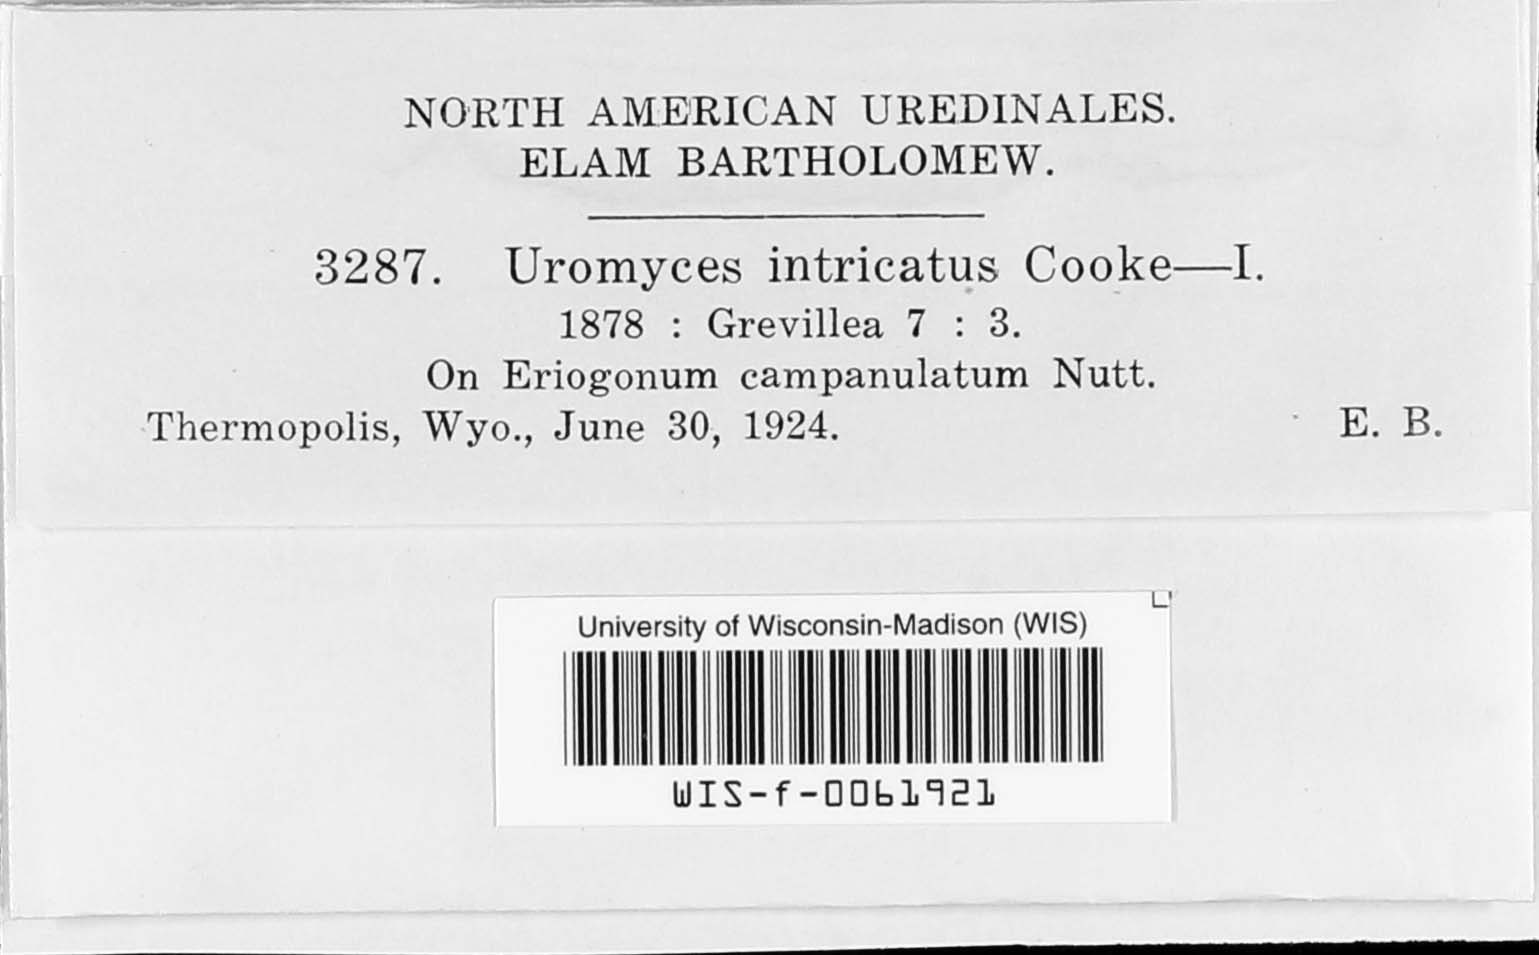 NORTH AMERICAN UREDINALES.
ELAM BARTHOLOMEW.
3287. Uromyces intricatus Cooke—I.
1878 : Grevillea 7 : 3.
On Eriogonum campanulatum Nutt.
Thermopolis, Wyo., June 30, 1924. E. B.
University of Wisconsin-Madison (WIS)
WIS-f-0061921